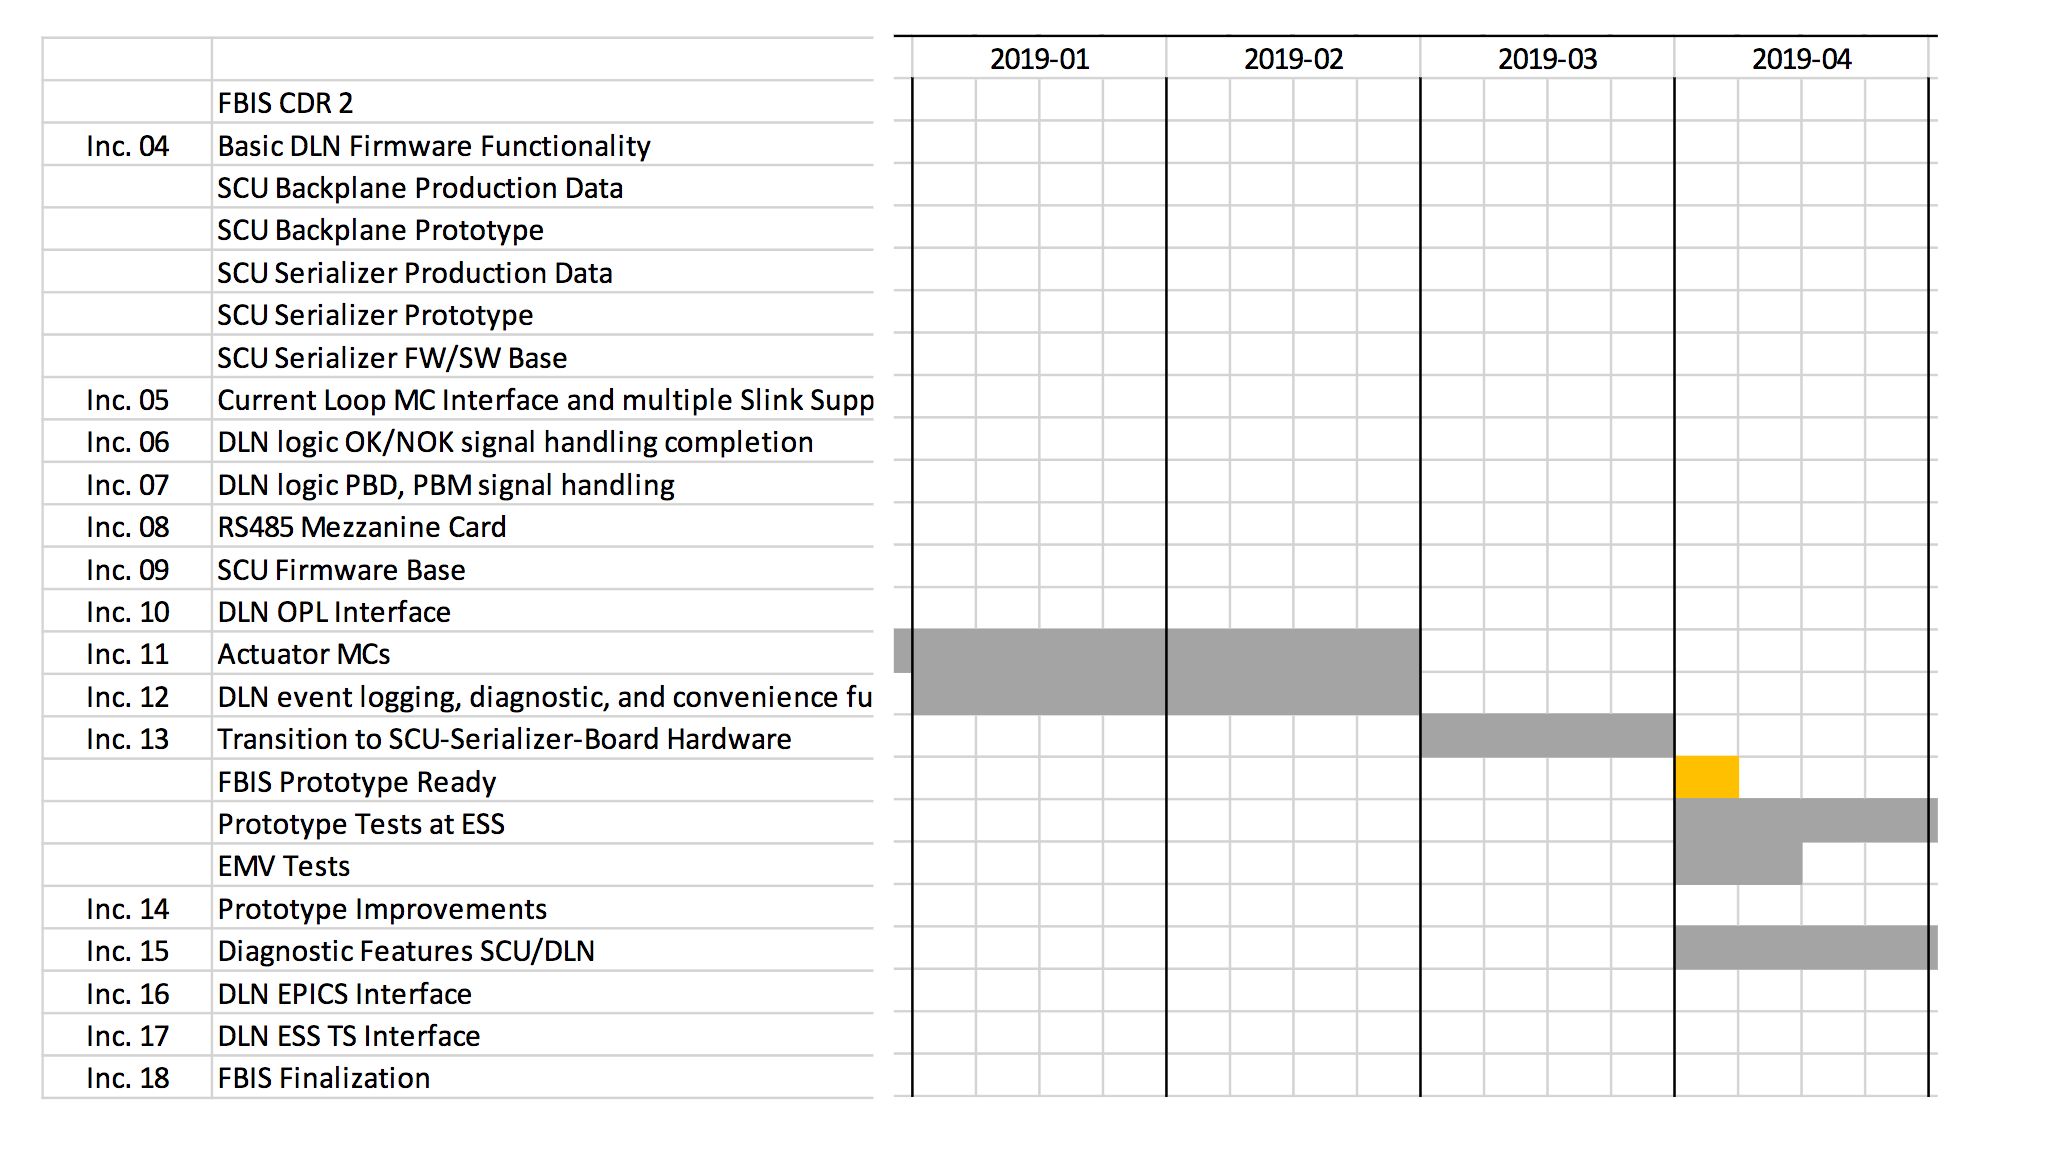 2019-01 2019-02 2019-03 2019-04
FBIS CDR 2
Inc. 04 Basic DLN Firmware Functionality
SCU Backplane Production Data
SCU Backplane Prototype
SCU Serializer Production Data
SCU Serializer Prototype
SCU Serializer FW/SW Base
Inc. 05 Current Loop MC Interface and multiple Slink Supp
Inc. 06 DLN logic OK/NOK signal handling completion
Inc. 07 DLN logic PBD, PBM signal handling
Inc. 08 RS485 Mezzanine Card
Inc. 09 SCU Firmware Base
Inc. 10 DLN OPL Interface
Inc. 11 Actuator MCs
Inc. 12 DLN event logging, diagnostic, and convenience fu
Inc. 13 Transition to SCU-Serializer-Board Hardware
FBIS Prototype Ready
Prototype Tests at ESS
EMV Tests
Inc. 14 Prototype Improvements
Inc. 15 Diagnostic Features SCU/DLN
Inc. 16 DLN EPICS Interface
Inc. 17 DLN ESS TS Interface
Inc. 18 FBIS Finalization